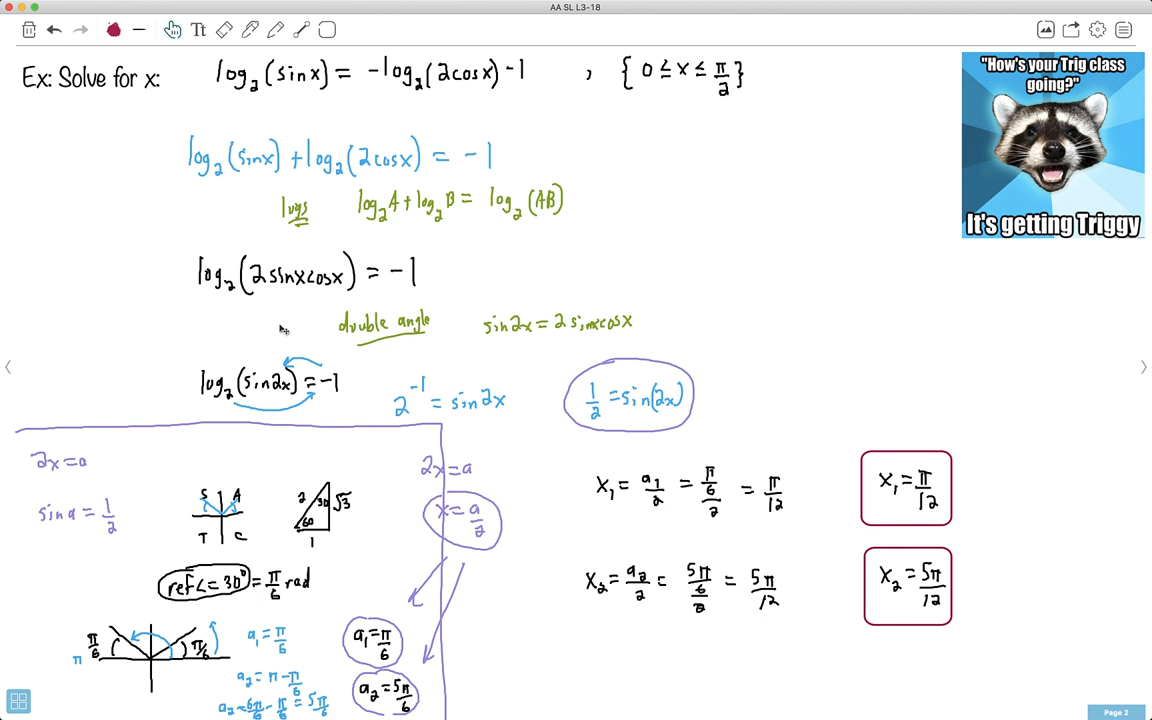 AA SL L3-18
Tt
Ex: Solve for x: log₂(sinx) = -log₂(2cosx) - 1 , {0 ≤ x ≤ π/2}
"How's your Trig class going?"
It's getting Triggy
log₂(sinx) + log₂(2cosx) = -1
logs log₂A + log₂B = log₂(AB)
log₂(2sinxcosx) = -1
double angle sin2x = 2 sinxcosx
log₂(sin2x) = -1 2⁻¹ = sin2x 1/2 = sin(2x)
2x = a
sin a = 1/2
S A
T C
2 30 √3
60
1
ref∠ = 30° = π/6 rad
π/6 π/6
π
a₁ = π/6
a₂ = π - π/6
a₂ = 6π/6 - π/6 = 5π/6
2x = a
x = a/2
a₁ = π/6
a₂ = 5π/6
x₁ = a₁/2 = π/6/2 = π/12 x₁ = π/12
x₂ = a₂/2 = 5π/6/2 = 5π/12 x₂ = 5π/12
Page 2